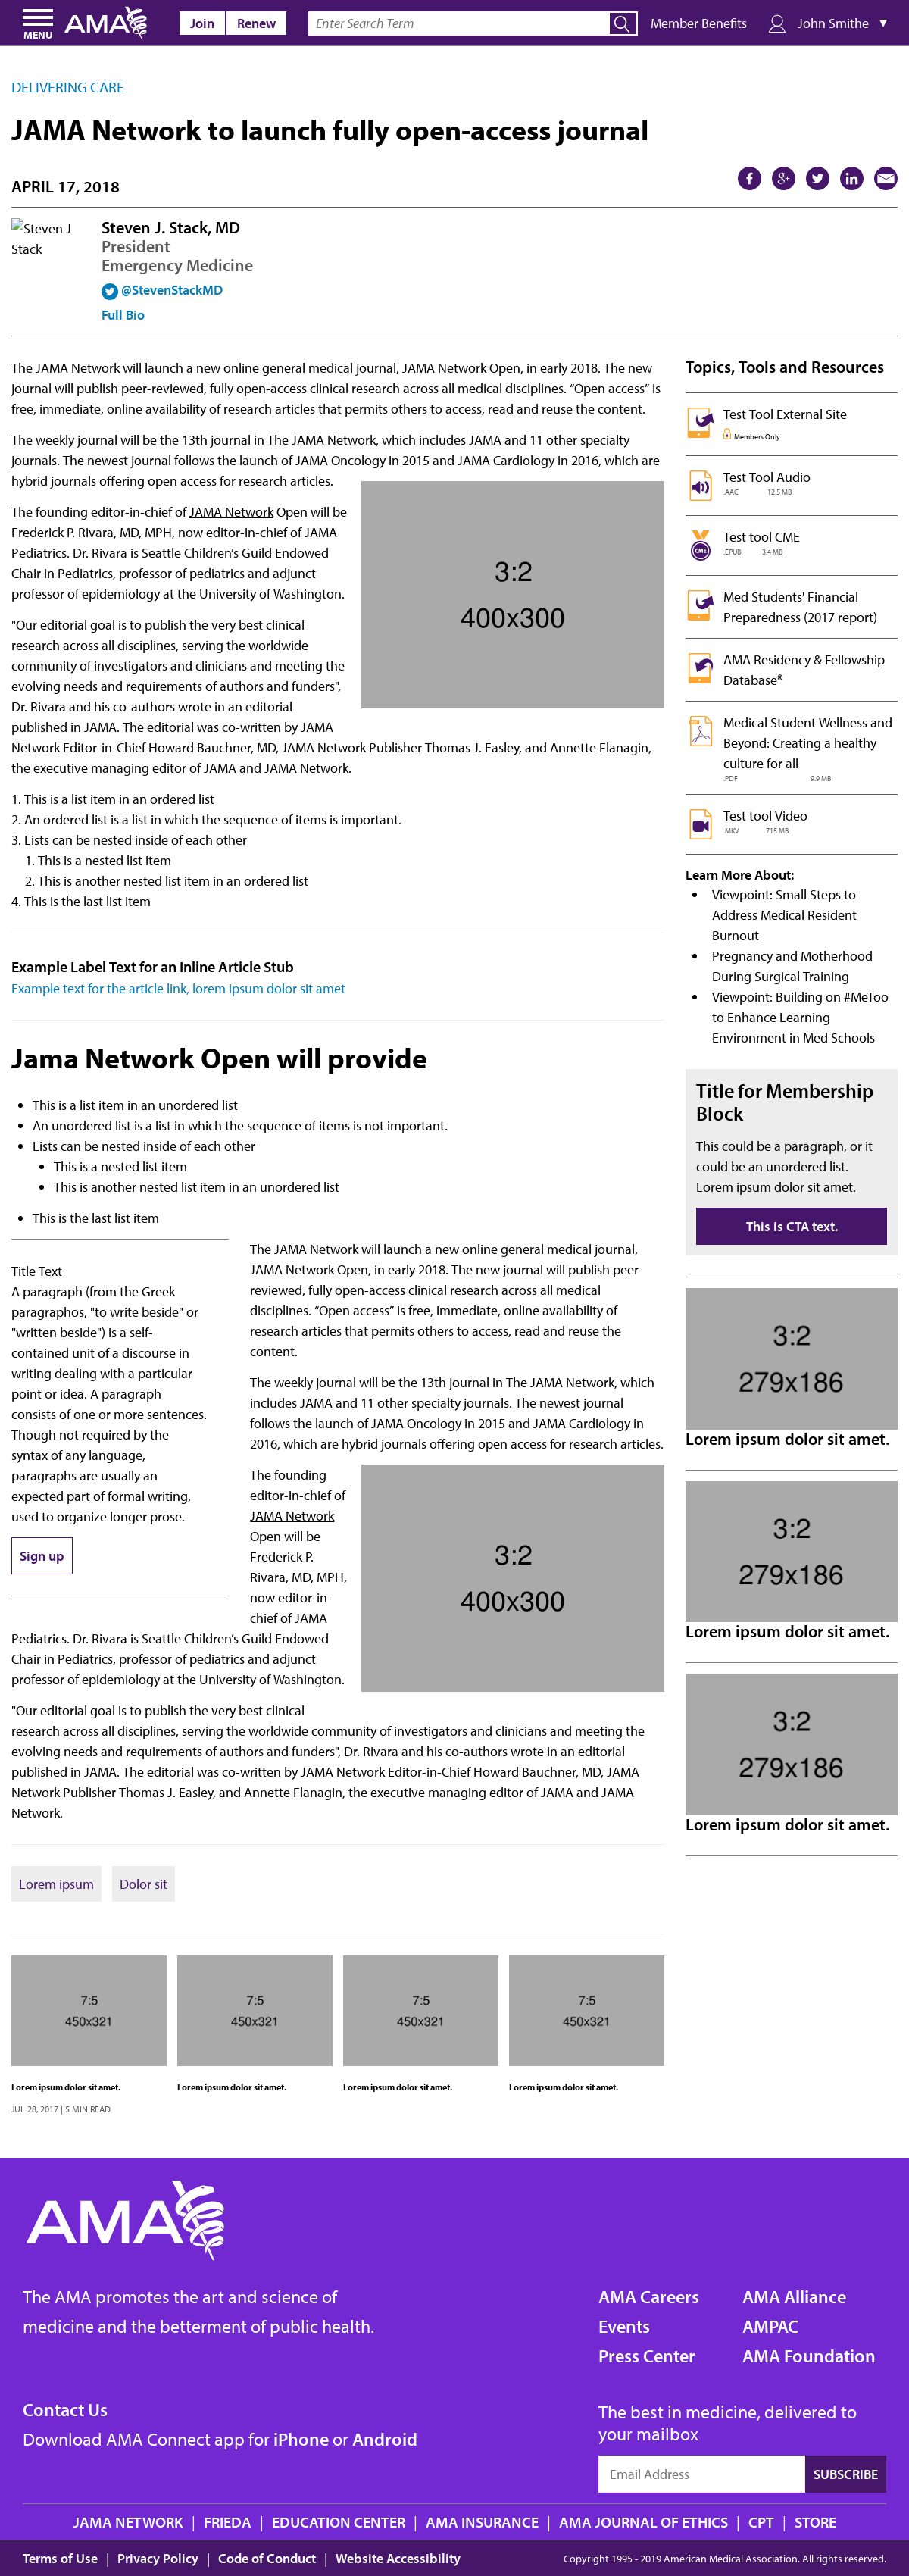 MENU
AMA
Join
Renew
Enter Search Term
Member Benefits
John Smithe ▼
DELIVERING CARE
JAMA Network to launch fully open-access journal
APRIL 17, 2018
Steven J Stack
Steven J. Stack, MD
President
Emergency Medicine
@StevenStackMD
Full Bio
The JAMA Network will launch a new online general medical journal, JAMA Network Open, in early 2018. The new
journal will publish peer-reviewed, fully open-access clinical research across all medical disciplines. “Open access” is
free, immediate, online availability of research articles that permits others to access, read and reuse the content.
The weekly journal will be the 13th journal in The JAMA Network, which includes JAMA and 11 other specialty
journals. The newest journal follows the launch of JAMA Oncology in 2015 and JAMA Cardiology in 2016, which are
hybrid journals offering open access for research articles.
3:2
400x300
The founding editor-in-chief of JAMA Network Open will be
Frederick P. Rivara, MD, MPH, now editor-in-chief of JAMA
Pediatrics. Dr. Rivara is Seattle Children’s Guild Endowed
Chair in Pediatrics, professor of pediatrics and adjunct
professor of epidemiology at the University of Washington.
"Our editorial goal is to publish the very best clinical
research across all disciplines, serving the worldwide
community of investigators and clinicians and meeting the
evolving needs and requirements of authors and funders",
Dr. Rivara and his co-authors wrote in an editorial
published in JAMA. The editorial was co-written by JAMA
Network Editor-in-Chief Howard Bauchner, MD, JAMA Network Publisher Thomas J. Easley, and Annette Flanagin,
the executive managing editor of JAMA and JAMA Network.
1. This is a list item in an ordered list
2. An ordered list is a list in which the sequence of items is important.
3. Lists can be nested inside of each other
1. This is a nested list item
2. This is another nested list item in an ordered list
4. This is the last list item
Example Label Text for an Inline Article Stub
Example text for the article link, lorem ipsum dolor sit amet
Jama Network Open will provide
• This is a list item in an unordered list
• An unordered list is a list in which the sequence of items is not important.
• Lists can be nested inside of each other
• This is a nested list item
• This is another nested list item in an unordered list
• This is the last list item
Title Text
A paragraph (from the Greek
paragraphos, "to write beside" or
"written beside") is a self-
contained unit of a discourse in
writing dealing with a particular
point or idea. A paragraph
consists of one or more sentences.
Though not required by the
syntax of any language,
paragraphs are usually an
expected part of formal writing,
used to organize longer prose.
Sign up
The JAMA Network will launch a new online general medical journal,
JAMA Network Open, in early 2018. The new journal will publish peer-
reviewed, fully open-access clinical research across all medical
disciplines. “Open access” is free, immediate, online availability of
research articles that permits others to access, read and reuse the
content.
The weekly journal will be the 13th journal in The JAMA Network, which
includes JAMA and 11 other specialty journals. The newest journal
follows the launch of JAMA Oncology in 2015 and JAMA Cardiology in
2016, which are hybrid journals offering open access for research articles.
3:2
400x300
The founding
editor-in-chief of
JAMA Network
Open will be
Frederick P.
Rivara, MD, MPH,
now editor-in-
chief of JAMA
Pediatrics. Dr. Rivara is Seattle Children’s Guild Endowed
Chair in Pediatrics, professor of pediatrics and adjunct
professor of epidemiology at the University of Washington.
"Our editorial goal is to publish the very best clinical
research across all disciplines, serving the worldwide community of investigators and clinicians and meeting the
evolving needs and requirements of authors and funders", Dr. Rivara and his co-authors wrote in an editorial
published in JAMA. The editorial was co-written by JAMA Network Editor-in-Chief Howard Bauchner, MD, JAMA
Network Publisher Thomas J. Easley, and Annette Flanagin, the executive managing editor of JAMA and JAMA
Network.
Lorem ipsum
Dolor sit
7:5
450x321
Lorem ipsum dolor sit amet.
JUL 28, 2017 | 5 MIN READ
7:5
450x321
Lorem ipsum dolor sit amet.
7:5
450x321
Lorem ipsum dolor sit amet.
7:5
450x321
Lorem ipsum dolor sit amet.
Topics, Tools and Resources
Test Tool External Site
Members Only
Test Tool Audio
.AAC 12.5 MB
CME
Test tool CME
.EPUB 3.4 MB
Med Students' Financial
Preparedness (2017 report)
AMA Residency & Fellowship
Database®
Medical Student Wellness and
Beyond: Creating a healthy
culture for all
.PDF 9.9 MB
Test tool Video
.MKV 715 MB
Learn More About:
• Viewpoint: Small Steps to
Address Medical Resident
Burnout
• Pregnancy and Motherhood
During Surgical Training
• Viewpoint: Building on #MeToo
to Enhance Learning
Environment in Med Schools
Title for Membership
Block
This could be a paragraph, or it
could be an unordered list.
Lorem ipsum dolor sit amet.
This is CTA text.
3:2
279x186
Lorem ipsum dolor sit amet.
3:2
279x186
Lorem ipsum dolor sit amet.
3:2
279x186
Lorem ipsum dolor sit amet.
AMA
The AMA promotes the art and science of
medicine and the betterment of public health.
AMA Careers
Events
Press Center
AMA Alliance
AMPAC
AMA Foundation
Contact Us
Download AMA Connect app for iPhone or Android
The best in medicine, delivered to
your mailbox
Email Address
SUBSCRIBE
JAMA NETWORK | FRIEDA | EDUCATION CENTER | AMA INSURANCE | AMA JOURNAL OF ETHICS | CPT | STORE
Terms of Use | Privacy Policy | Code of Conduct | Website Accessibility
Copyright 1995 - 2019 American Medical Association. All rights reserved.